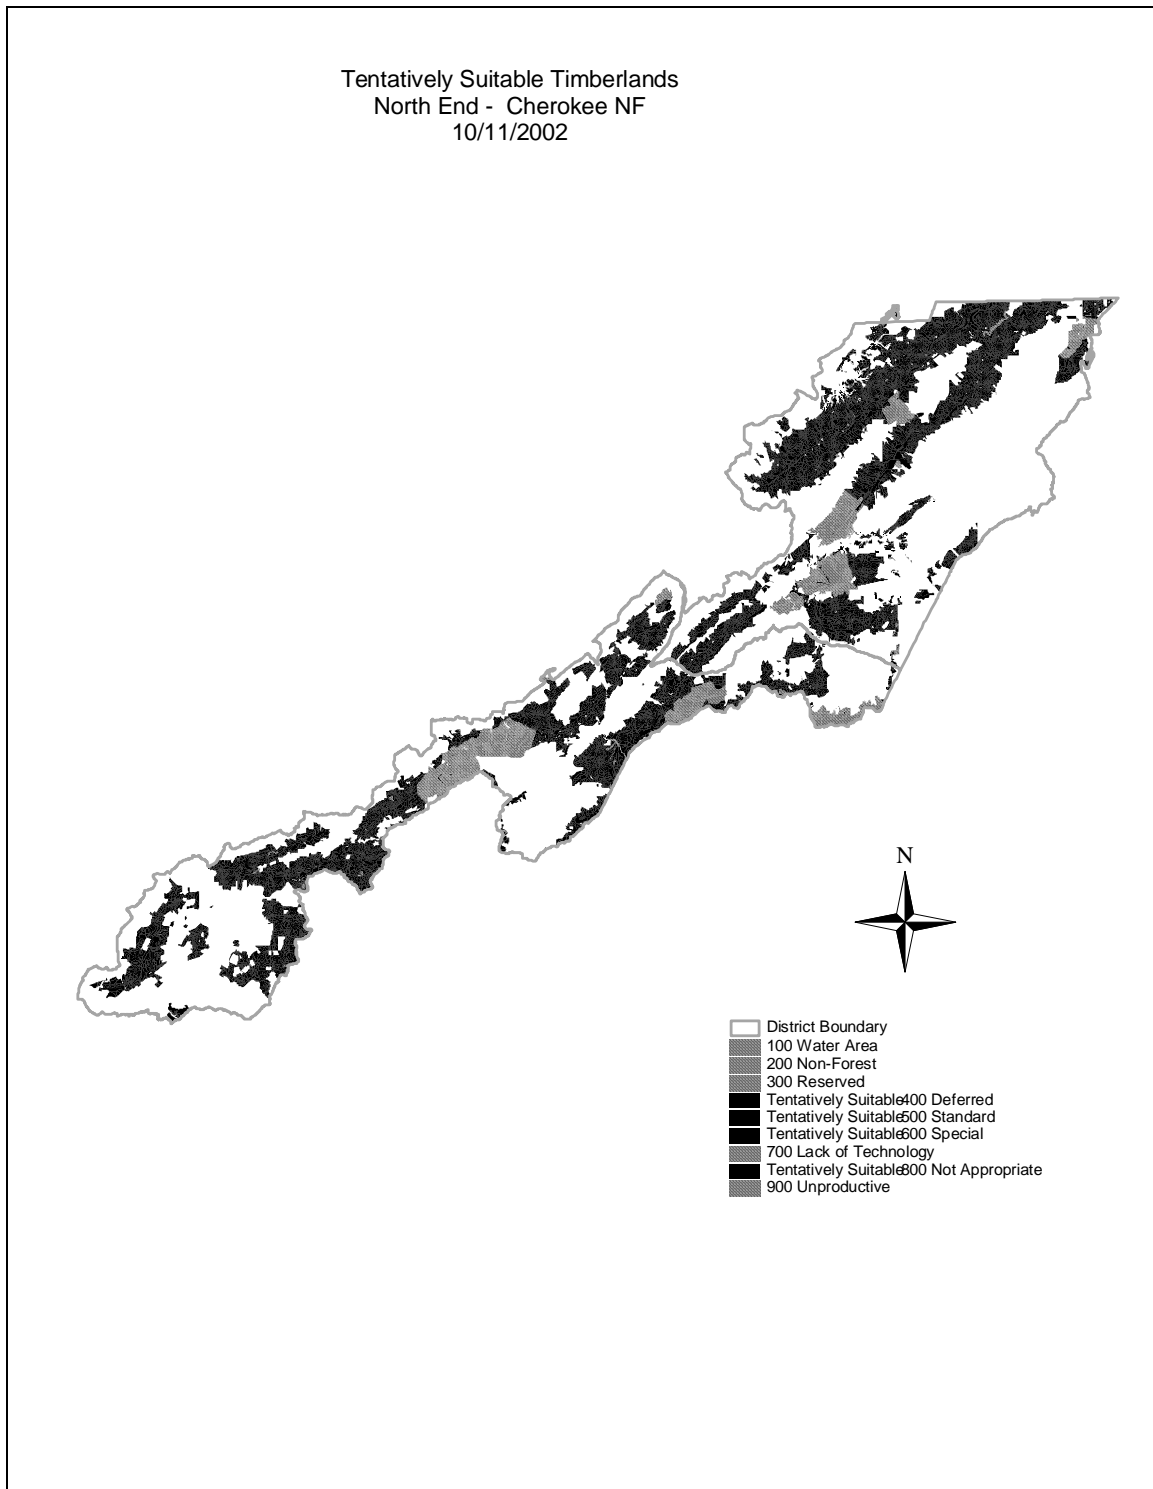 Tentatively Suitable Timberlands
North End - Cherokee NF
10/11/2002
N
District Boundary
100 Water Area
200 Non-Forest
300 Reserved
Tentatively Suitable400 Deferred
Tentatively Suitable500 Standard
Tentatively Suitable600 Special
700 Lack of Technology
Tentatively Suitable800 Not Appropriate
900 Unproductive